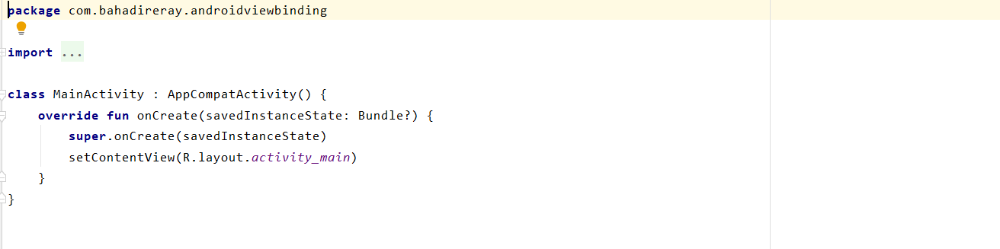 package com.bahadireray.androidviewbinding
import ...
class MainActivity : AppCompatActivity() {
    override fun onCreate(savedInstanceState: Bundle?) {
        super.onCreate(savedInstanceState)
        setContentView(R.layout.activity_main)
    }
}